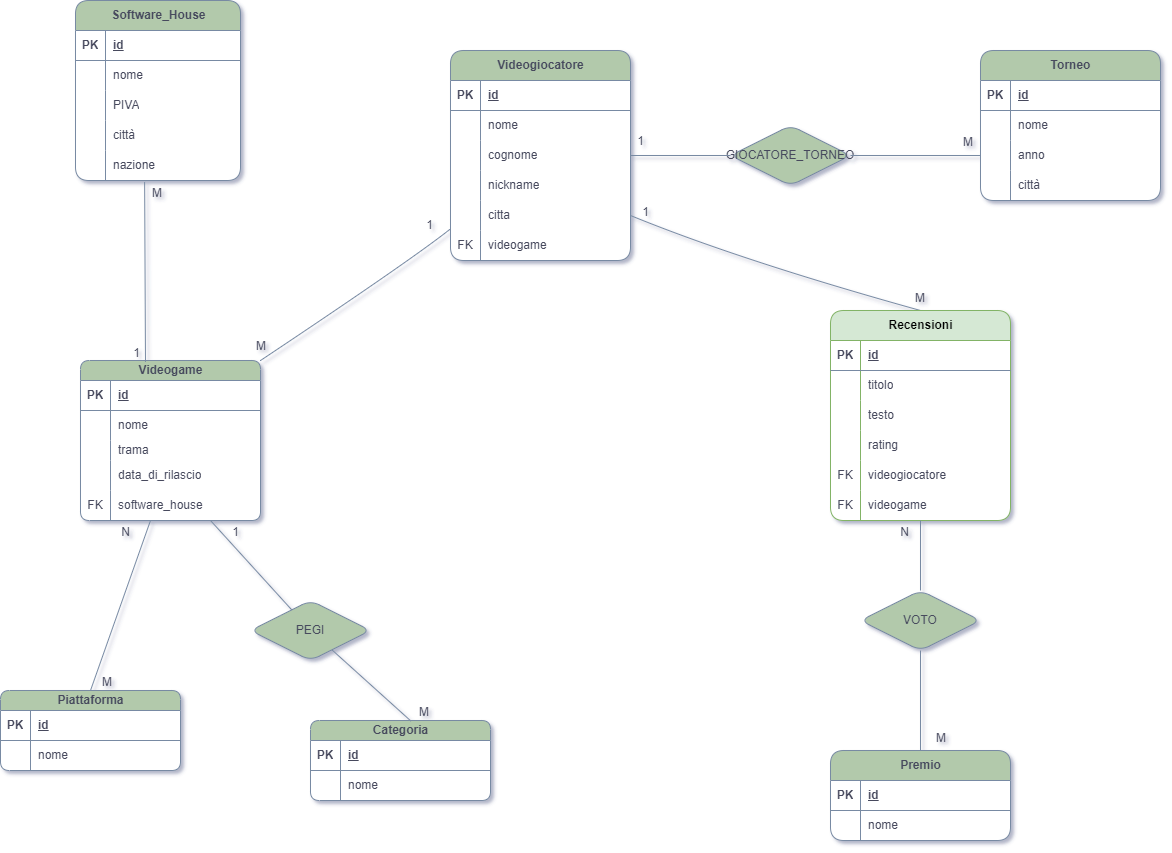 Software_House
PK id
nome
PIVA
città
nazione
M
1
Videogiocatore
PK id
nome
cognome
nickname
citta
FK videogame
1
GIOCATORE_TORNEO
M
Torneo
PK id
nome
anno
città
1
M
1
M
Videogame
PK id
nome
trama
data_di_rilascio
FK software_house
Recensioni
PK id
titolo
testo
rating
FK videogiocatore
FK videogame
N
1
N
PEGI
VOTO
M
M
M
Piattaforma
PK id
nome
Categoria
PK id
nome
Premio
PK id
nome